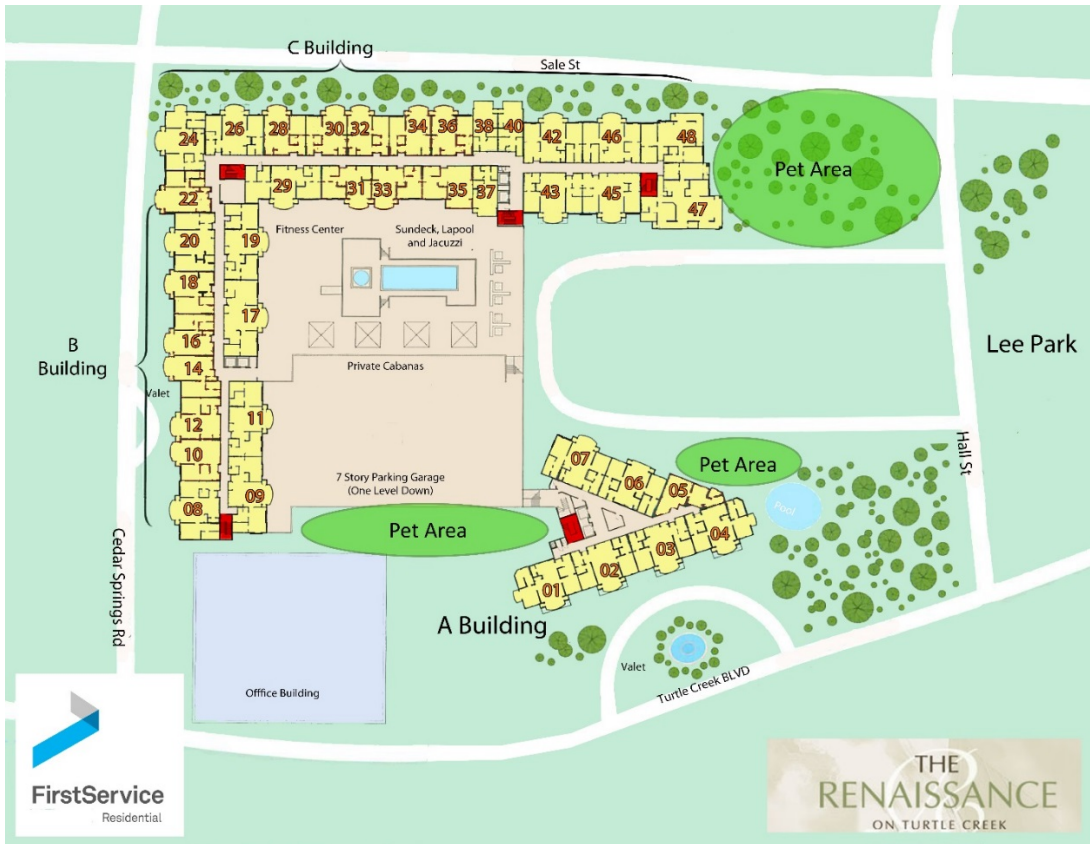 C Building
Sale St
24
26
28
30
32
34
36
38
40
42
46
48
Pet Area
22
29
31
33
35
37
43
45
47
20
19
Fitness Center
Sundeck, Lapool
and Jacuzzi
18
17
B
Building
16
14
Private Cabanas
Lee Park
Valet
12
11
10
7 Story Parking Garage
(One Level Down)
07
06
05
Pet Area
Hall St
09
08
Pet Area
Pool
04
03
02
01
Cedar Springs Rd
A Building
Valet
Turtle Creek BLVD
Offfice Building
FirstService
Residential
THE
RENAISSANCE
ON TURTLE CREEK